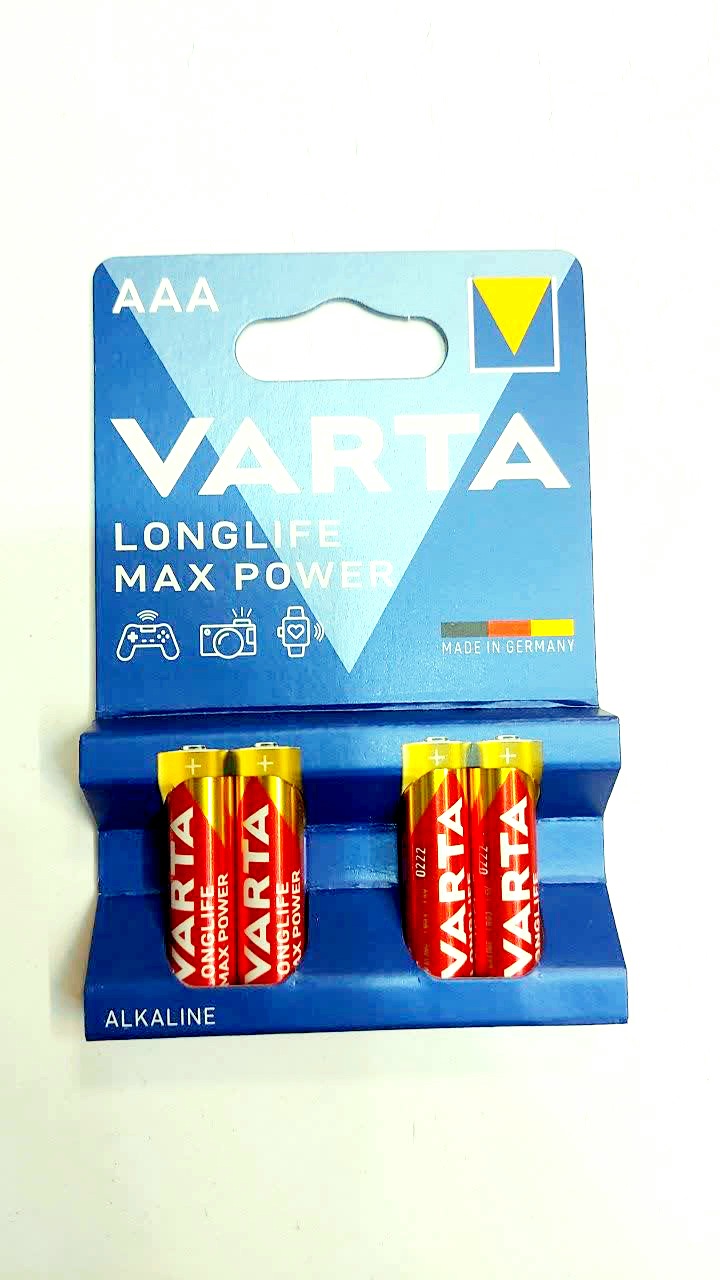 AAA
VARTA
LONGLIFE
MAX POWER
MADE IN GERMANY
VARTA
LONGLIFE
MAX POWER
VARTA
LONGLIFE
MAX POWER
0222
VARTA
0222
VARTA
ALKALINE